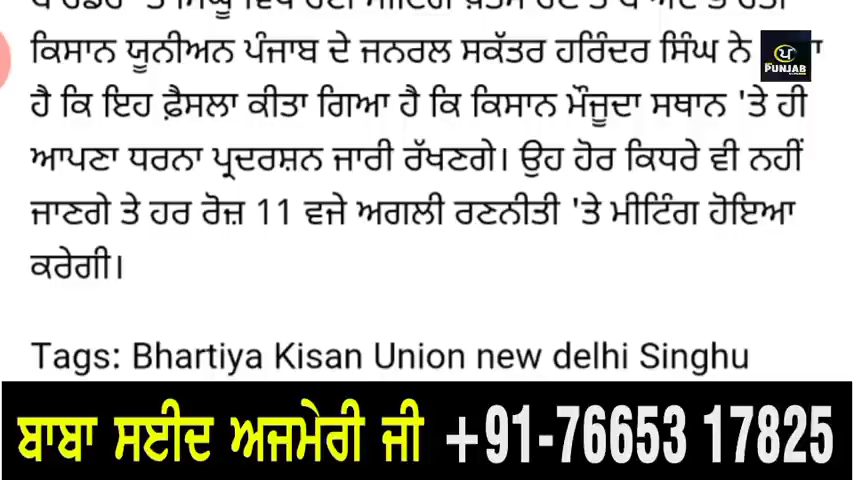 ਕਿਸਾਨ ਯੂਨੀਅਨ ਪੰਜਾਬ ਦੇ ਜਨਰਲ ਸਕੱਤਰ ਹਰਿੰਦਰ ਸਿੰਘ ਨੇ
PUNJAB
ਹੈ ਕਿ ਇਹ ਫ਼ੈਸਲਾ ਕੀਤਾ ਗਿਆ ਹੈ ਕਿ ਕਿਸਾਨ ਮੌਜੂਦਾ ਸਥਾਨ 'ਤੇ ਹੀ
ਆਪਣਾ ਧਰਨਾ ਪ੍ਰਦਰਸ਼ਨ ਜਾਰੀ ਰੱਖਣਗੇ। ਉਹ ਹੋਰ ਕਿਧਰੇ ਵੀ ਨਹੀਂ
ਜਾਣਗੇ ਤੇ ਹਰ ਰੋਜ਼ 11 ਵਜੇ ਅਗਲੀ ਰਣਨੀਤੀ 'ਤੇ ਮੀਟਿੰਗ ਹੋਇਆ
ਕਰੇਗੀ।
Tags: Bhartiya Kisan Union new delhi Singhu
ਬਾਬਾ ਸਈਦ ਅਜਮੇਰੀ ਜੀ +91-76653 17825